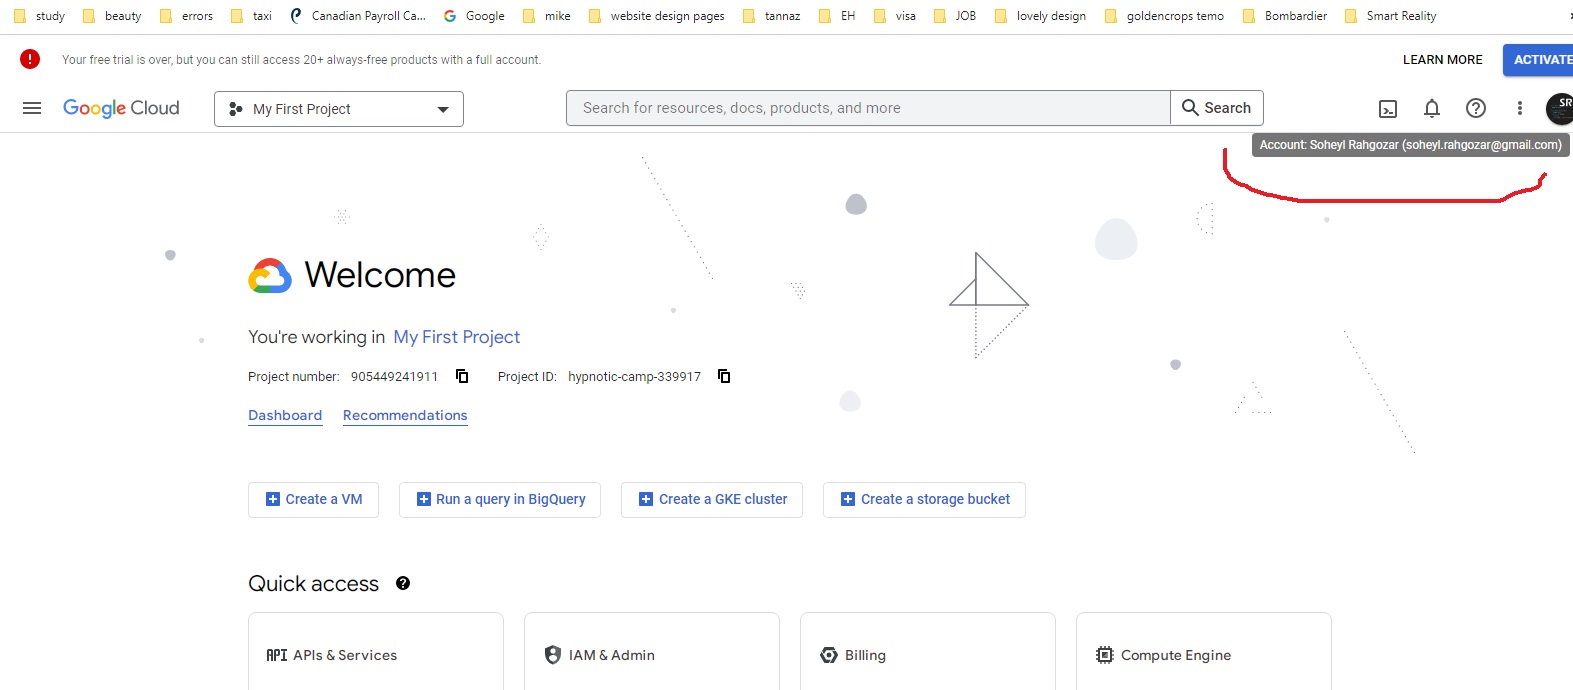 study beauty errors taxi Canadian Payroll Ca... Google mike website design pages tannaz EH visa JOB lovely design goldencrops temo Bombardier Smart Reality
Your free trial is over, but you can still access 20+ always-free products with a full account. LEARN MORE ACTIVATE
Google Cloud My First Project Search for resources, docs, products, and more Search SR
Account: Soheyl Rahgozar (soheyl.rahgozar@gmail.com)
Welcome
You're working in My First Project
Project number: 905449241911 Project ID: hypnotic-camp-339917
Dashboard Recommendations
Create a VM Run a query in BigQuery Create a GKE cluster Create a storage bucket
Quick access
API APIs & Services IAM & Admin Billing Compute Engine